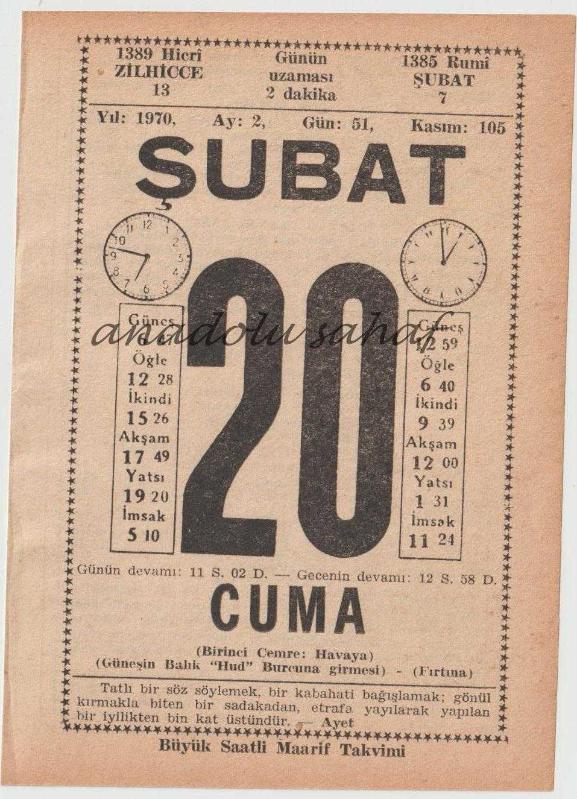 1389 Hicrî
ZİLHİCCE
13
Günün
uzaması
2 dakika
1385 Rumî
ŞUBAT
7
Yıl: 1970, Ay: 2, Gün: 51, Kasım: 105
ŞUBAT
20
anadolu sahaf
Güneş
Öğle
12 28
İkindi
15 26
Akşam
17 49
Yatsı
19 20
İmsak
5 10
Güneş
12 59
Öğle
6 40
İkindi
9 39
Akşam
12 00
Yatsı
1 31
İmsak
11 24
Günün devamı: 11 S. 02 D. — Gecenin devamı: 12 S. 58 D.
CUMA
(Birinci Cemre: Havaya)
(Güneşin Balık "Hud" Burcuna girmesi) - (Fırtına)
Tatlı bir söz söylemek, bir kabahati bağışlamak; gönül
kırmakla biten bir sadakadan, etrafa yayılarak yapılan
bir iyilikten bin kat üstündür. — Ayet
Büyük Saatli Maarif Takvimi